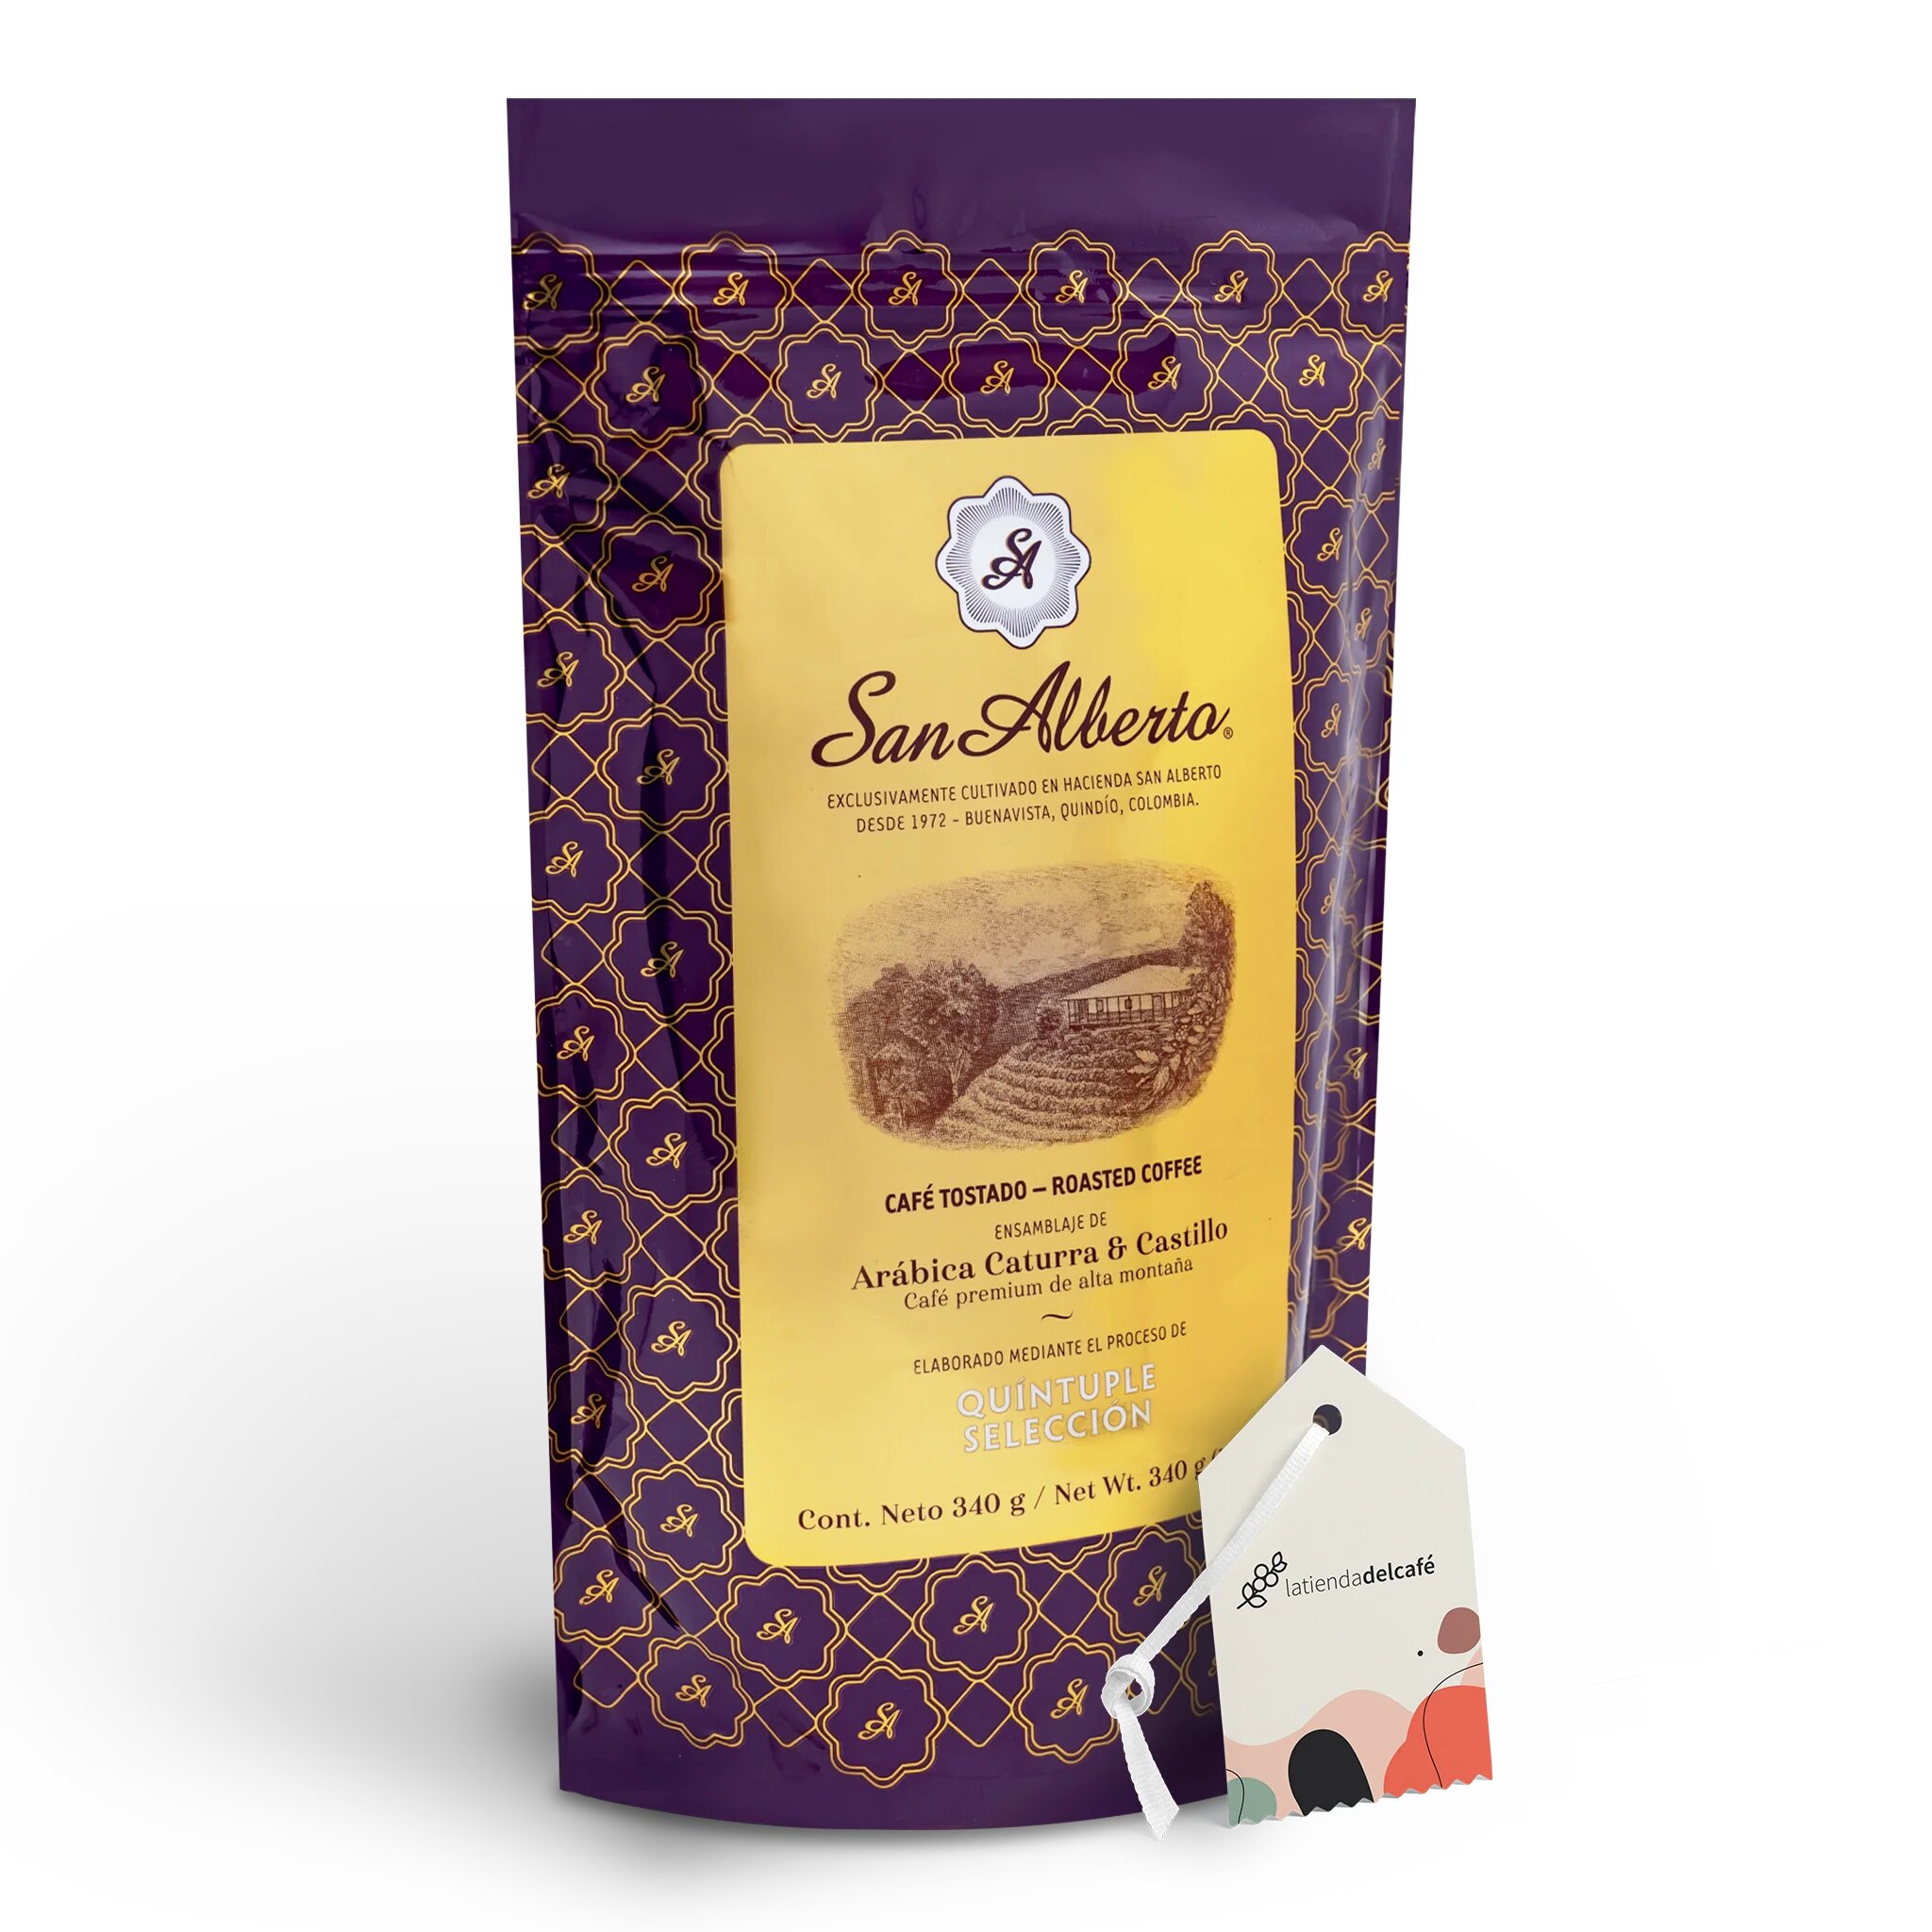 SA
San Alberto®
EXCLUSIVAMENTE CULTIVADO EN HACIENDA SAN ALBERTO
DESDE 1972 - BUENAVISTA, QUINDÍO, COLOMBIA.
CAFÉ TOSTADO – ROASTED COFFEE
ENSAMBLAJE DE
Arábica Caturra & Castillo
Café premium de alta montaña
ELABORADO MEDIANTE EL PROCESO DE
QUÍNTUPLE
SELECCIÓN
Cont. Neto 340 g / Net Wt. 340 g
latiendadelcafé